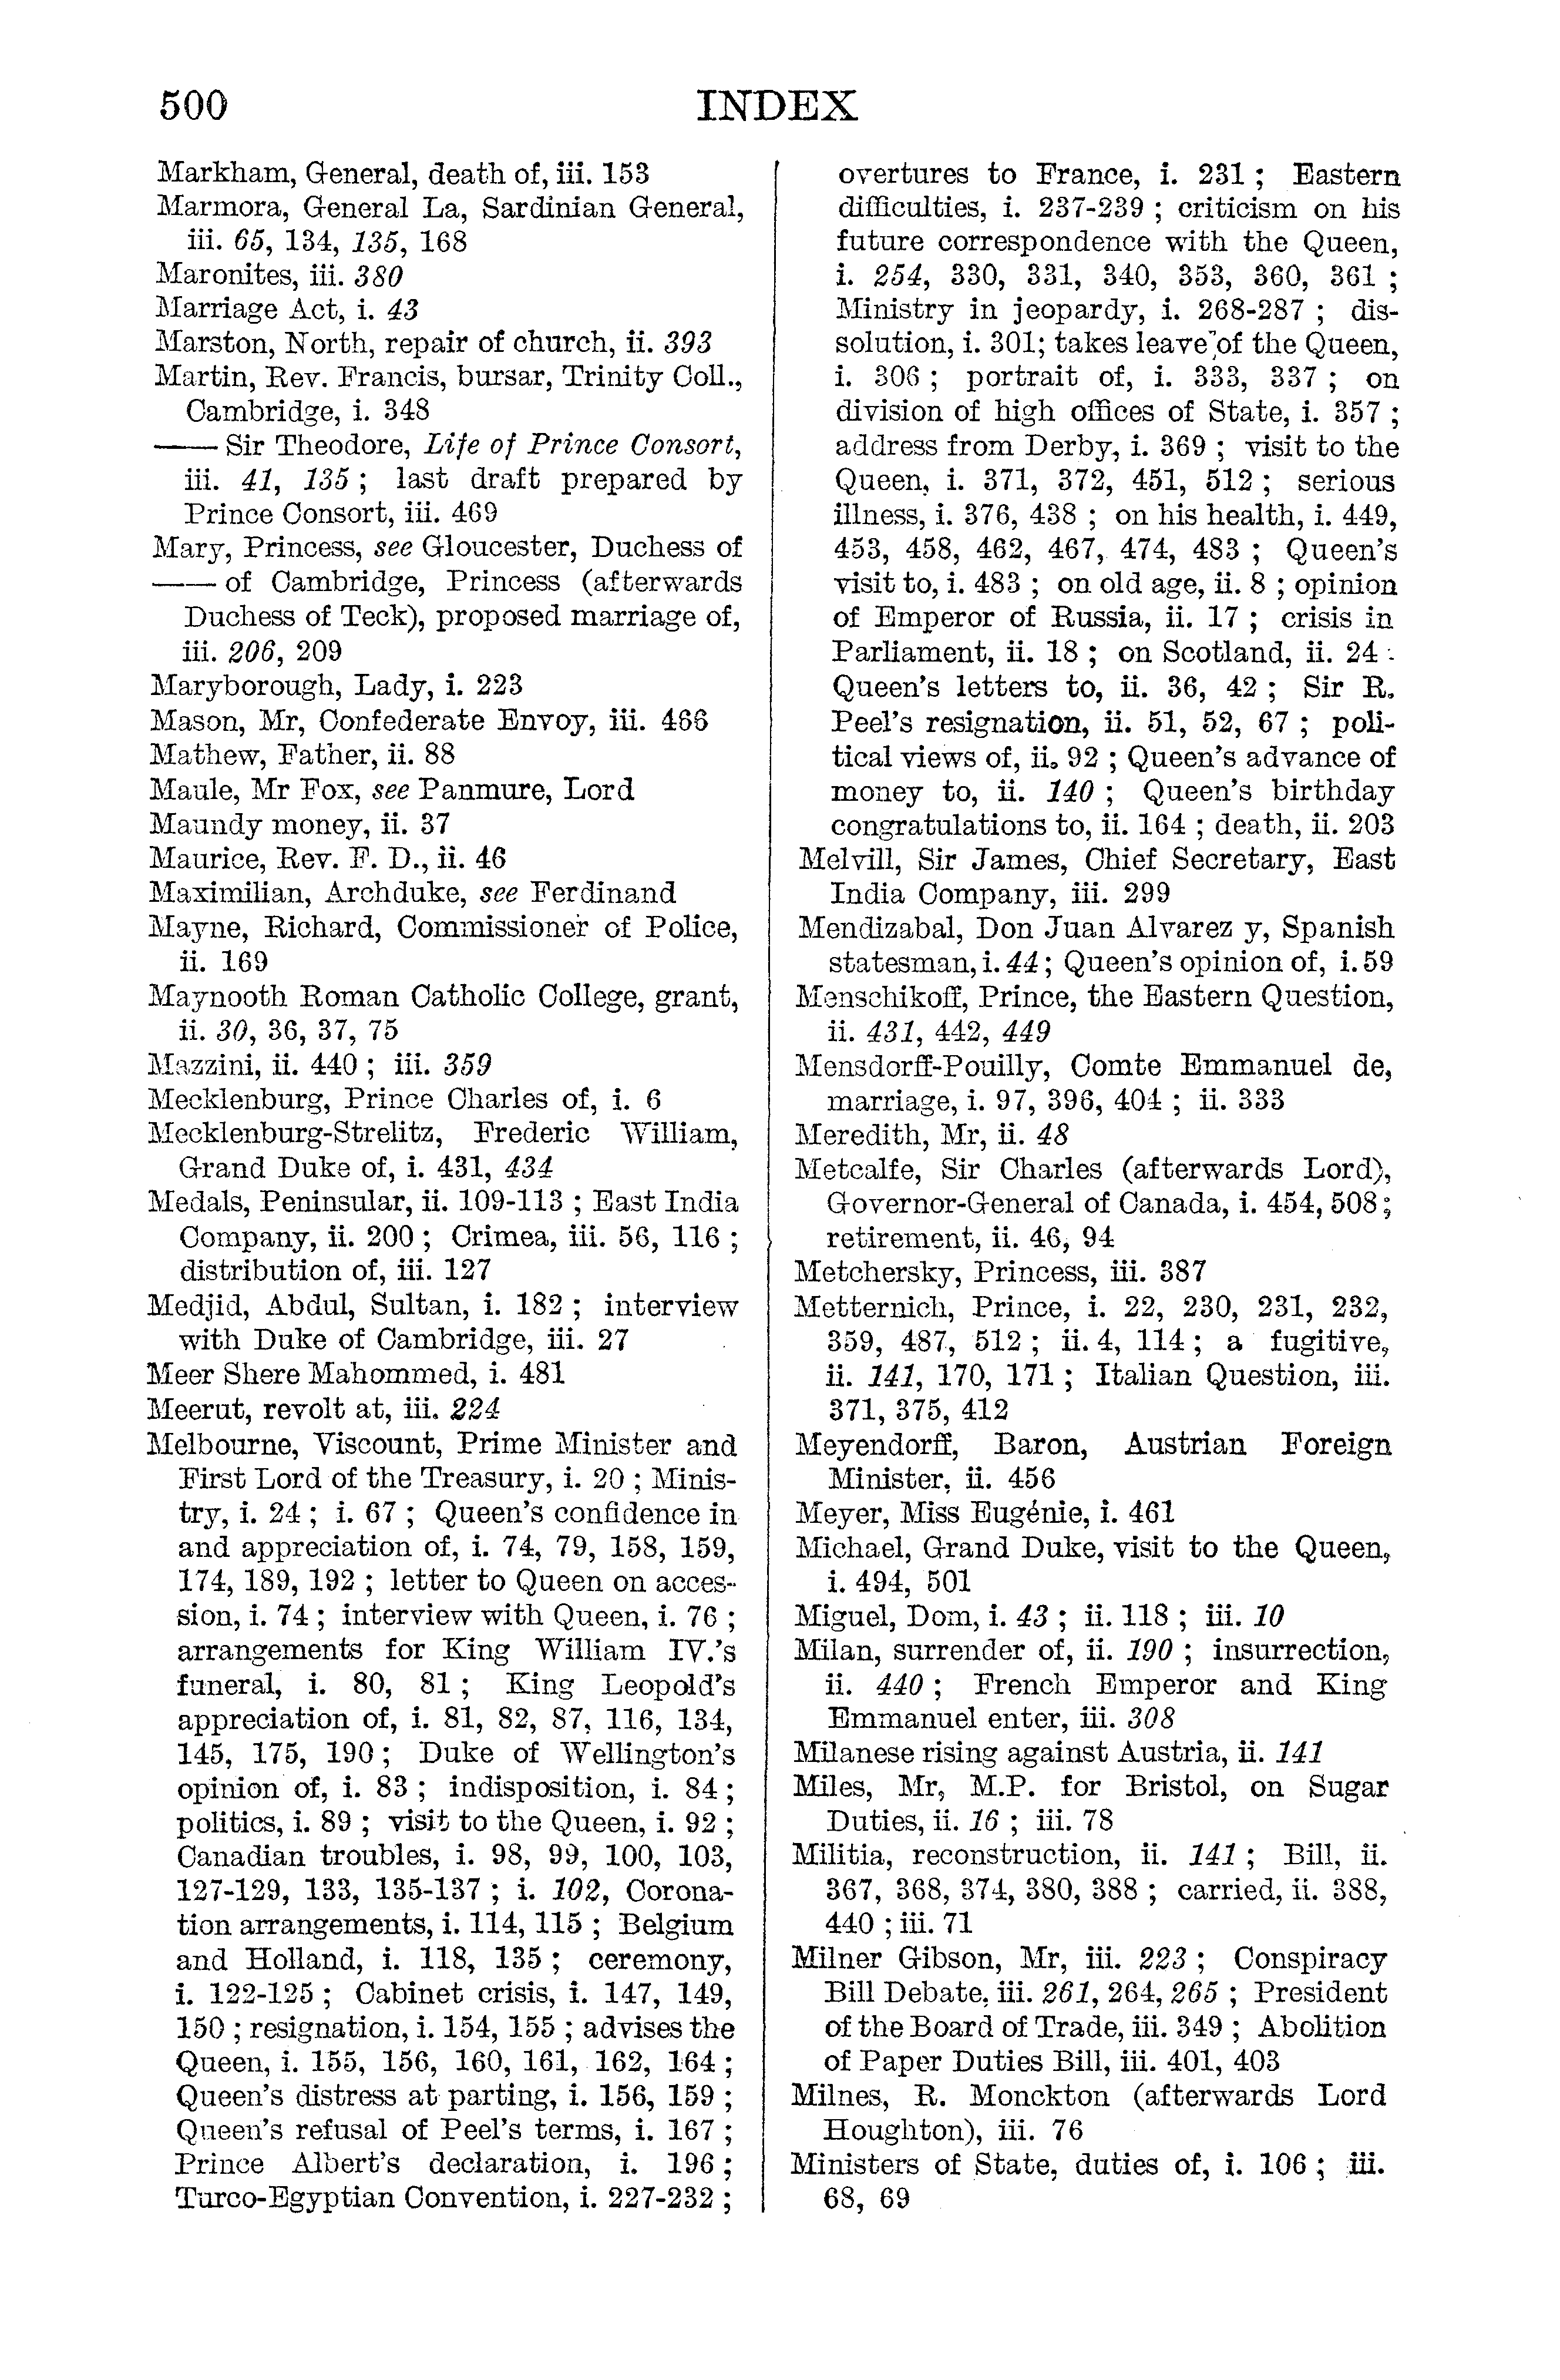 500
INDEX
Markham, General, death of, iii. 153
Marmora, General La, Sardinian General,
iii. 65, 134, 135, 168
Maronites, iii. 380
Marriage Act, i. 43
Marston, North, repair of church, ii. 393
Martin, Rev. Francis, bursar, Trinity Coll.,
Cambridge, i. 348
—— Sir Theodore, Life of Prince Consort,
iii. 41, 135 ; last draft prepared by
Prince Consort, iii. 469
Mary, Princess, see Gloucester, Duchess of
—— of Cambridge, Princess (afterwards
Duchess of Teck), proposed marriage of,
iii. 206, 209
Maryborough, Lady, i. 223
Mason, Mr, Confederate Envoy, iii. 466
Mathew, Father, ii. 88
Maule, Mr Fox, see Panmure, Lord
Maundy money, ii. 37
Maurice, Rev. F. D., ii. 46
Maximilian, Archduke, see Ferdinand
Mayne, Richard, Commissioner of Police,
ii. 169
Maynooth Roman Catholic College, grant,
ii. 30, 36, 37, 75
Mazzini, ii. 440 ; iii. 359
Mecklenburg, Prince Charles of, i. 6
Mecklenburg-Strelitz, Frederic William,
Grand Duke of, i. 431, 434
Medals, Peninsular, ii. 109-113 ; East India
Company, ii. 200 ; Crimea, iii. 56, 116 ;
distribution of, iii. 127
Medjid, Abdul, Sultan, i. 182 ; interview
with Duke of Cambridge, iii. 27
Meer Shere Mahommed, i. 481
Meerut, revolt at, iii. 224
Melbourne, Viscount, Prime Minister and
First Lord of the Treasury, i. 20 ; Minis-
try, i. 24 ; i. 67 ; Queen's confidence in
and appreciation of, i. 74, 79, 158, 159,
174, 189, 192 ; letter to Queen on acces-
sion, i. 74 ; interview with Queen, i. 76 ;
arrangements for King William IV.'s
funeral, i. 80, 81 ; King Leopold's
appreciation of, i. 81, 82, 87, 116, 134,
145, 175, 190 ; Duke of Wellington's
opinion of, i. 83 ; indisposition, i. 84 ;
politics, i. 89 ; visit to the Queen, i. 92 ;
Canadian troubles, i. 98, 99, 100, 103,
127-129, 133, 135-137 ; i. 102, Corona-
tion arrangements, i. 114, 115 ; Belgium
and Holland, i. 118, 135 ; ceremony,
i. 122-125 ; Cabinet crisis, i. 147, 149,
150 ; resignation, i. 154, 155 ; advises the
Queen, i. 155, 156, 160, 161, 162, 164 ;
Queen's distress at parting, i. 156, 159 ;
Queen's refusal of Peel's terms, i. 167 ;
Prince Albert's declaration, i. 196 ;
Turco-Egyptian Convention, i. 227-232 ;
overtures to France, i. 231 ; Eastern
difficulties, i. 237-239 ; criticism on his
future correspondence with the Queen,
i. 254, 330, 331, 340, 353, 360, 361 ;
Ministry in jeopardy, i. 268-287 ; dis-
solution, i. 301; takes leave of the Queen,
i. 306 ; portrait of, i. 333, 337 ; on
division of high offices of State, i. 357 ;
address from Derby, i. 369 ; visit to the
Queen, i. 371, 372, 451, 512 ; serious
illness, i. 376, 438 ; on his health, i. 449,
453, 458, 462, 467, 474, 483 ; Queen's
visit to, i. 483 ; on old age, ii. 8 ; opinion
of Emperor of Russia, ii. 17 ; crisis in
Parliament, ii. 18 ; on Scotland, ii. 24 ;
Queen's letters to, ii. 36, 42 ; Sir R.
Peel's resignation, ii. 51, 52, 67 ; poli-
tical views of, ii. 92 ; Queen's advance of
money to, ii. 140 ; Queen's birthday
congratulations to, ii. 164 ; death, ii. 203
Melvill, Sir James, Chief Secretary, East
India Company, iii. 299
Mendizabal, Don Juan Alvarez y, Spanish
statesman, i. 44 ; Queen's opinion of, i. 59
Menschikoff, Prince, the Eastern Question,
ii. 431, 442, 449
Mensdorff-Pouilly, Comte Emmanuel de,
marriage, i. 97, 396, 404 ; ii. 333
Meredith, Mr, ii. 48
Metcalfe, Sir Charles (afterwards Lord),
Governor-General of Canada, i. 454, 508 ;
retirement, ii. 46, 94
Metchersky, Princess, iii. 387
Metternich, Prince, i. 22, 230, 231, 232,
359, 487, 512 ; ii. 4, 114 ; a fugitive,
ii. 141, 170, 171 ; Italian Question, iii.
371, 375, 412
Meyendorff, Baron, Austrian Foreign
Minister, ii. 456
Meyer, Miss Eugénie, i. 461
Michael, Grand Duke, visit to the Queen,
i. 494, 501
Miguel, Dom, i. 43 ; ii. 118 ; iii. 10
Milan, surrender of, ii. 190 ; insurrection,
ii. 440 ; French Emperor and King
Emmanuel enter, iii. 308
Milanese rising against Austria, ii. 141
Miles, Mr, M.P. for Bristol, on Sugar
Duties, ii. 16 ; iii. 78
Militia, reconstruction, ii. 141 ; Bill, ii.
367, 368, 374, 380, 388 ; carried, ii. 388,
440 ; iii. 71
Milner Gibson, Mr, iii. 223 ; Conspiracy
Bill Debate, iii. 261, 264, 265 ; President
of the Board of Trade, iii. 349 ; Abolition
of Paper Duties Bill, iii. 401, 403
Milnes, R. Monckton (afterwards Lord
Houghton), iii. 76
Ministers of State, duties of, i. 106 ; iii.
68, 69